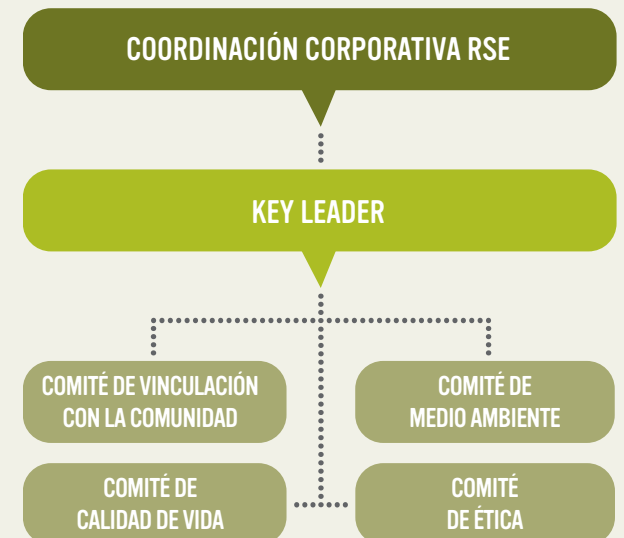 COORDINACIÓN CORPORATIVA RSE
KEY LEADER
COMITÉ DE VINCULACIÓN
CON LA COMUNIDAD
COMITÉ DE
MEDIO AMBIENTE
COMITÉ DE
CALIDAD DE VIDA
COMITÉ
DE ÉTICA